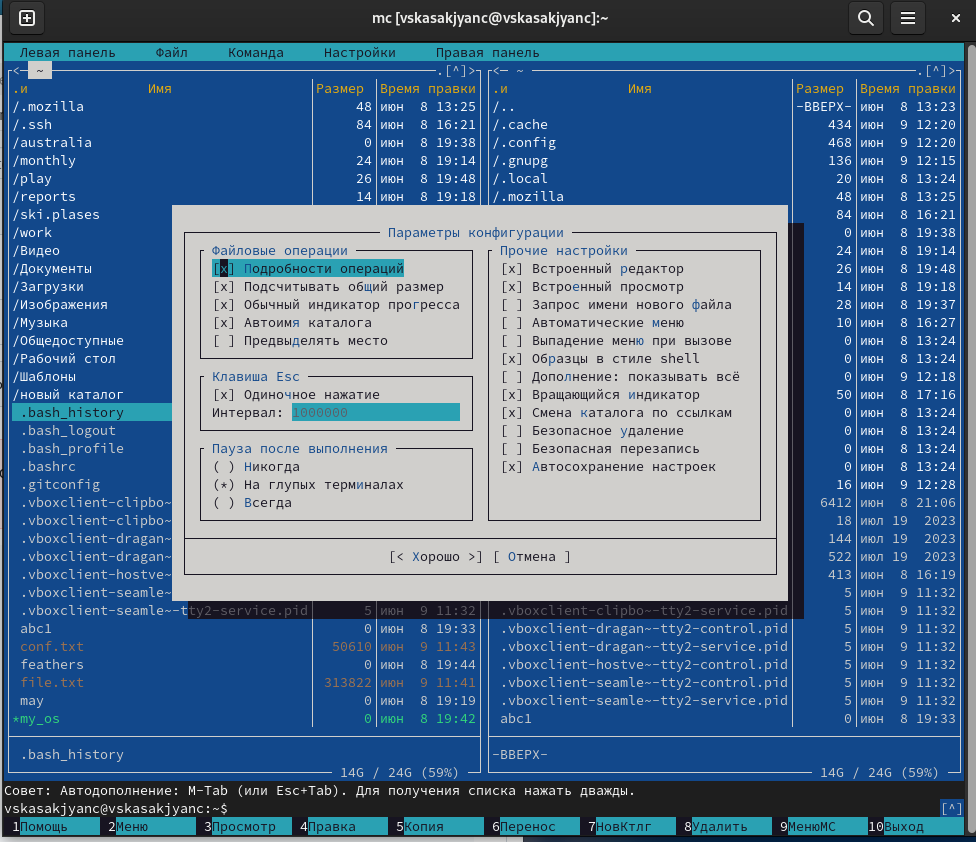 mc [vskasakjyanc@vskasakjyanc]:~
Левая панель Файл Команда Настройки Правая панель
<─ ~ .[^]> <─ ~ .[^]>
.и Имя Размер Время правки .и Имя Размер Время правки
/.mozilla 48 июн 8 13:25 /.. -ВВЕРХ- июн 8 13:23
/.ssh 84 июн 8 16:21 /.cache 434 июн 9 12:20
/australia 0 июн 8 19:38 /.config 468 июн 9 12:20
/monthly 24 июн 8 19:14 /.gnupg 136 июн 9 12:15
/play 26 июн 8 19:48 /.local 20 июн 8 13:24
/reports 14 июн 8 19:18 /.mozilla 48 июн 8 13:25
/ski.plases 84 июн 8 16:21
/work Параметры конфигурации 0 июн 8 19:38
/Видео Файловые операции Прочие настройки 24 июн 8 19:14
/Документы [x] Подробности операций [x] Встроенный редактор 26 июн 8 19:48
/Загрузки [x] Подсчитывать общий размер [x] Встроенный просмотр 14 июн 8 19:18
/Изображения [x] Обычный индикатор прогресса [ ] Запрос имени нового файла 28 июн 8 19:37
/Музыка [x] Автоимя каталога [ ] Автоматические меню 10 июн 8 16:27
/Общедоступные [ ] Предвыделять место [ ] Выпадение меню при вызове 0 июн 8 13:24
/Рабочий стол [x] Образцы в стиле shell 0 июн 8 13:24
/Шаблоны Клавиша Esc [ ] Дополнение: показывать всё 0 июн 9 12:18
/новый каталог [x] Одиночное нажатие [x] Вращающийся индикатор 50 июн 8 17:16
.bash_history Интервал: 1000000 [x] Смена каталога по ссылкам 0 июн 8 13:24
.bash_logout [ ] Безопасное удаление 0 июн 8 13:24
.bash_profile Пауза после выполнения [ ] Безопасная перезапись 0 июн 8 13:24
.bashrc ( ) Никогда [x] Автосохранение настроек 0 июн 8 13:24
.gitconfig (*) На глупых терминалах 16 июн 9 12:28
.vboxclient-clipbo~ ( ) Всегда 6412 июн 8 21:06
.vboxclient-clipbo~ 18 июл 19 2023
.vboxclient-dragan~ 144 июл 19 2023
.vboxclient-dragan~ [< Хорошо >] [ Отмена ] 522 июл 19 2023
.vboxclient-hostve~ 413 июн 8 16:19
.vboxclient-seamle~ 5 июн 9 11:32
.vboxclient-seamle~-tty2-service.pid 5 июн 9 11:32 .vboxclient-clipbo~-tty2-service.pid 5 июн 9 11:32
abc1 0 июн 8 19:33 .vboxclient-dragan~-tty2-control.pid 5 июн 9 11:32
conf.txt 50610 июн 9 11:43 .vboxclient-dragan~-tty2-service.pid 5 июн 9 11:32
feathers 0 июн 8 19:44 .vboxclient-hostve~-tty2-control.pid 5 июн 9 11:32
file.txt 313822 июн 9 11:41 .vboxclient-seamle~-tty2-control.pid 5 июн 9 11:32
may 0 июн 8 19:19 .vboxclient-seamle~-tty2-service.pid 5 июн 9 11:32
*my_os 0 июн 8 19:42 abc1 0 июн 8 19:33
.bash_history -ВВЕРХ-
14G / 24G (59%) 14G / 24G (59%)
Совет: Автодополнение: M-Tab (или Esc+Tab). Для получения списка нажать дважды.
vskasakjyanc@vskasakjyanc:~$ [^]
1Помощь 2Меню 3Просмотр 4Правка 5Копия 6Перенос 7НовКтлг 8Удалить 9МенюMC 10Выход